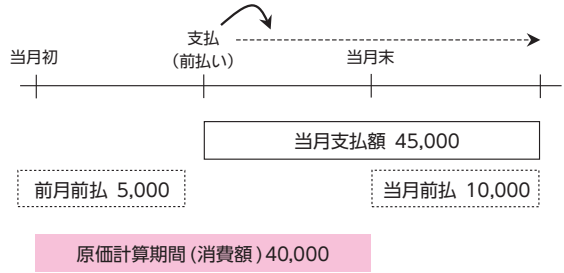 支払
（前払い）
当月初
当月末
当月支払額 45,000
前月前払 5,000
当月前払 10,000
原価計算期間(消費額)40,000